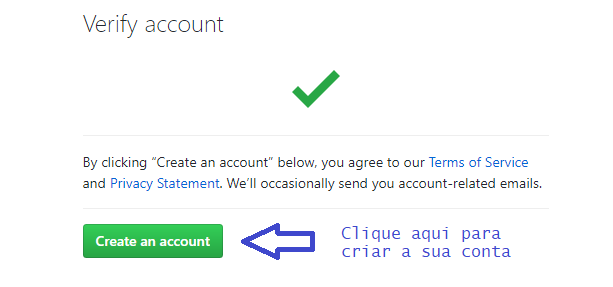 Verify account
By clicking “Create an account” below, you agree to our Terms of Service
and Privacy Statement. We’ll occasionally send you account-related emails.
Create an account
Clique aqui para
criar a sua conta